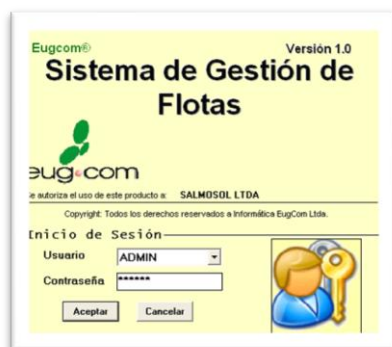 Eugcom® Versión 1.0
Sistema de Gestión de
Flotas
eug·com
Se autoriza el uso de este producto a: SALMOSOL LTDA
Copyright: Todos los derechos reservados a Informática EugCom Ltda.
Inicio de Sesión
Usuario ADMIN
Contraseña ******
Aceptar Cancelar